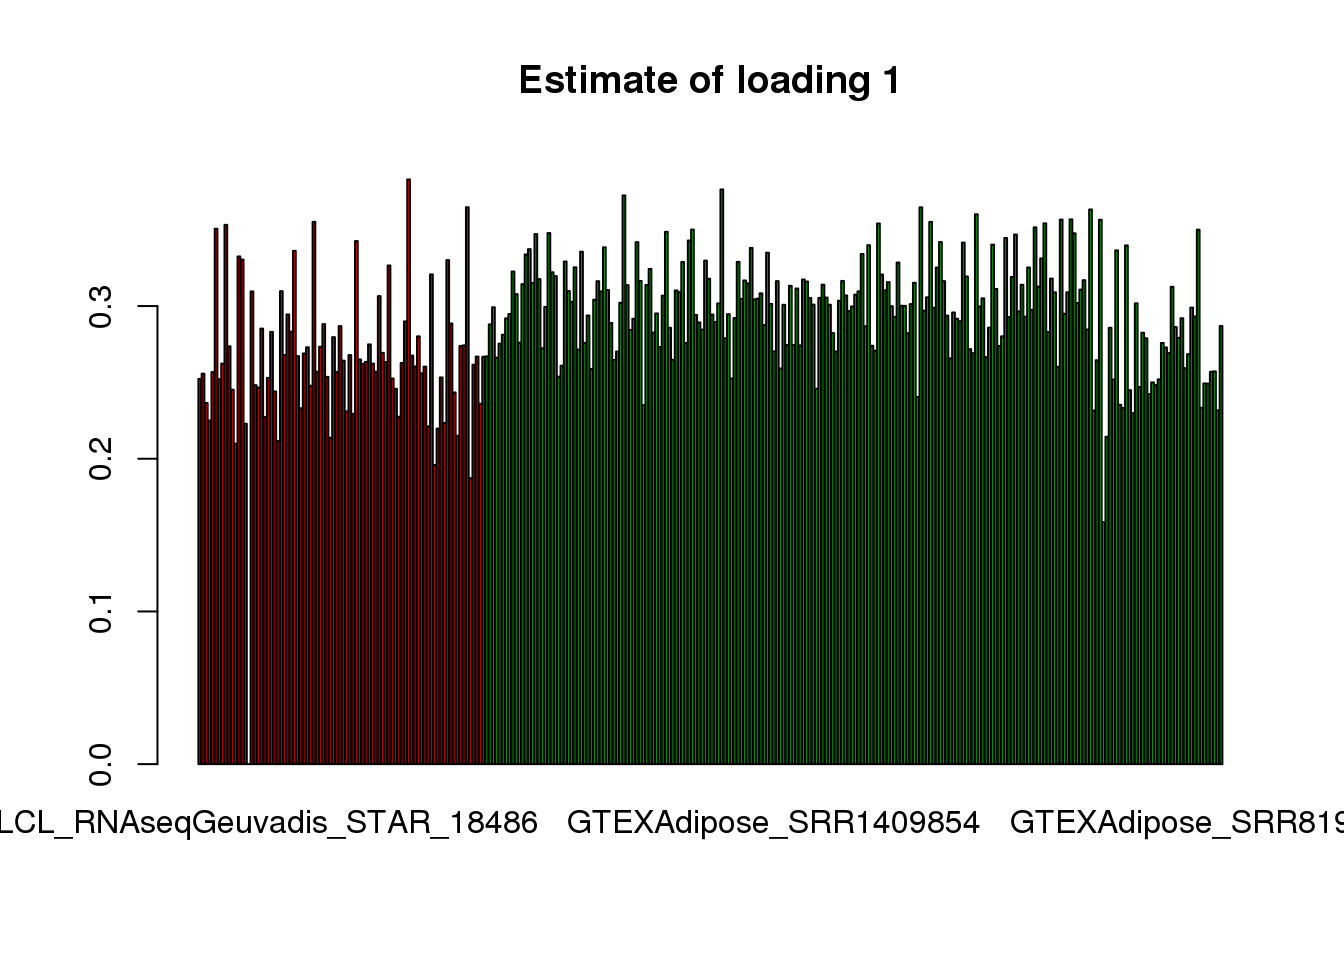 Estimate of loading 1
0.3
0.2
0.1
0.0
LCL_RNAseqGeuvadis_STAR_18486 GTEXAdipose_SRR1409854 GTEXAdipose_SRR819